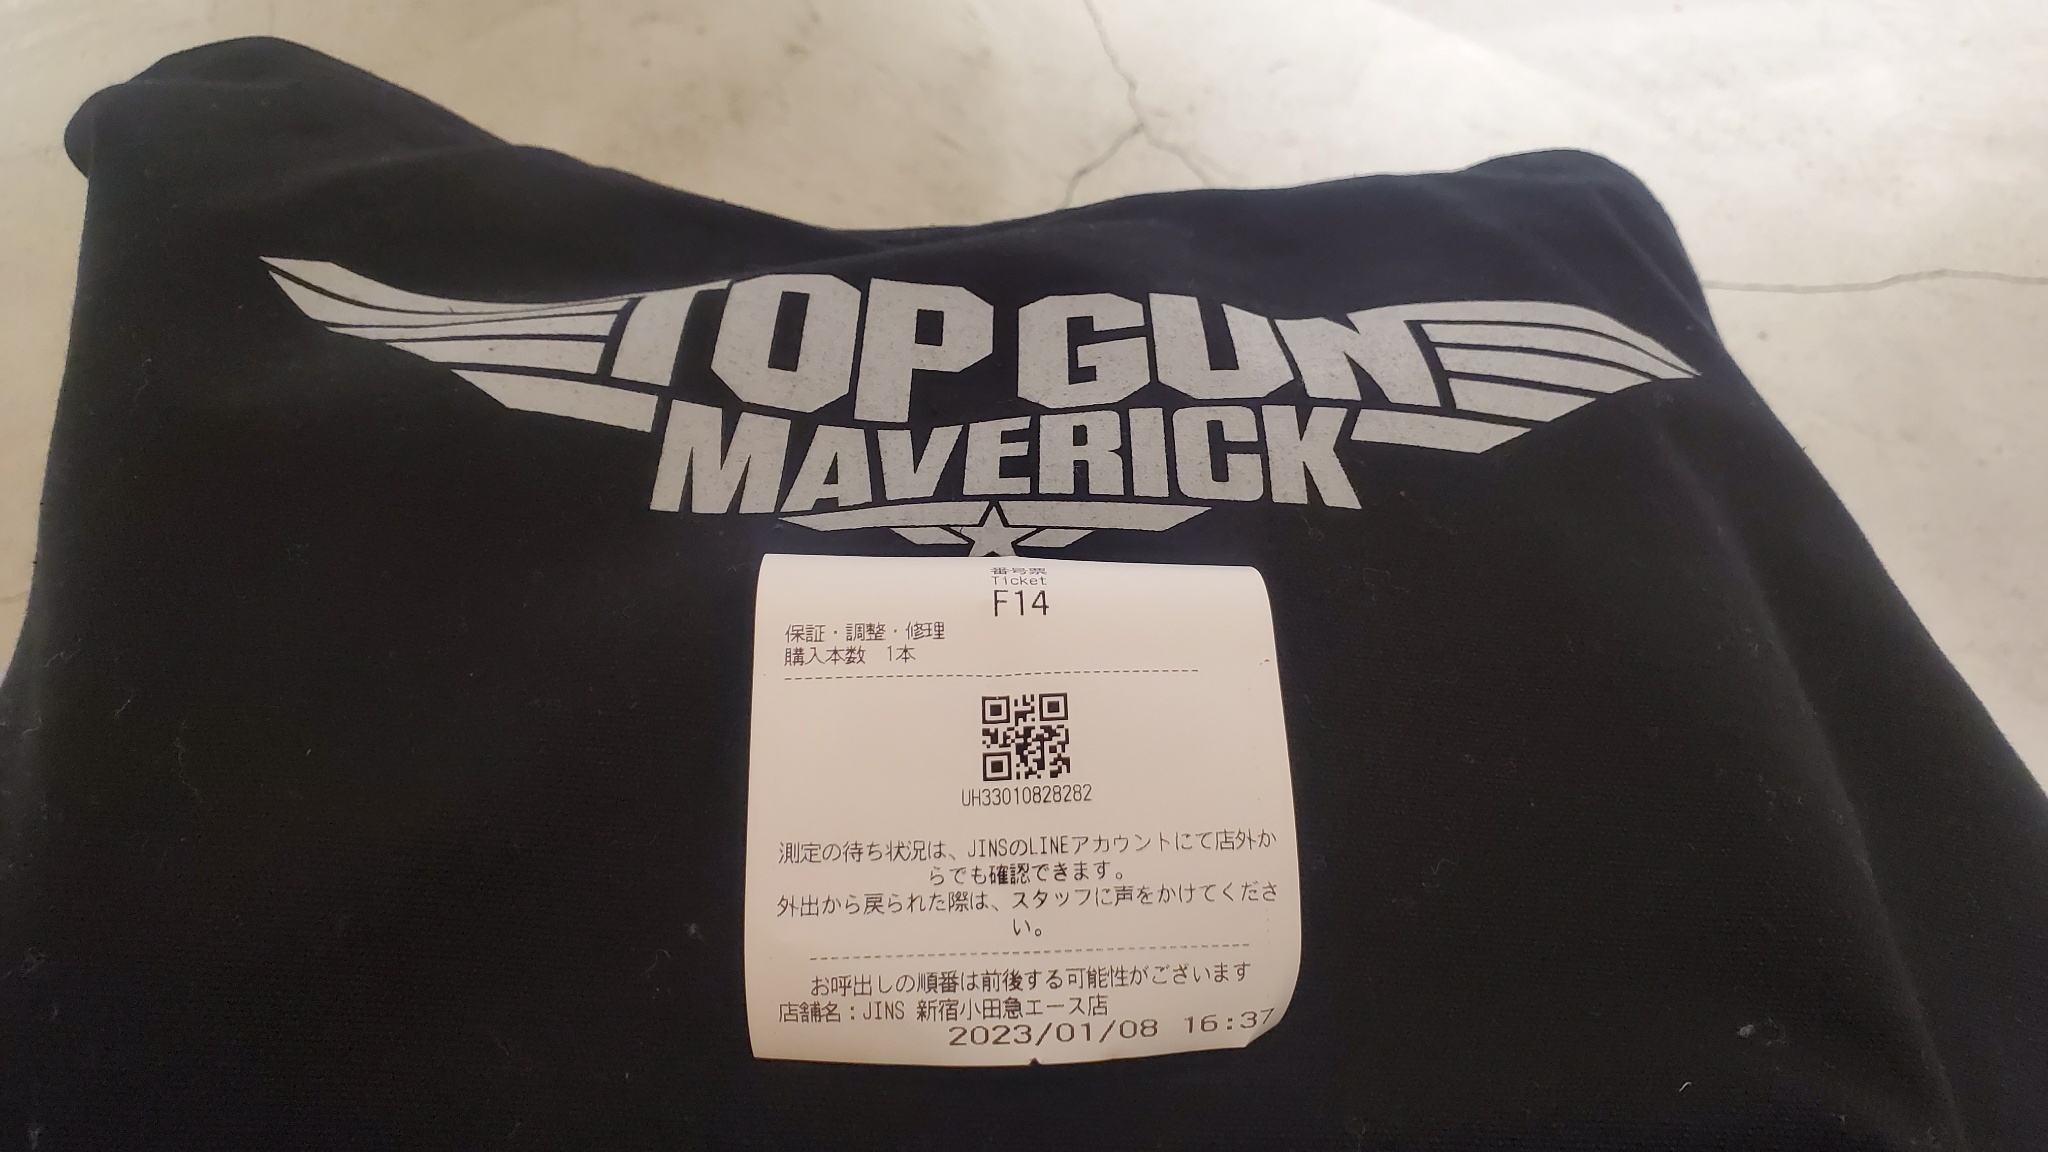 TOP GUN
MAVERICK
番号票
Ticket
F14
保証・調整・修理
購入本数 1本
UH33010828282
測定の待ち状況は、JINSのLINEアカウントにて店外か
らでも確認できます。
外出から戻られた際は、スタッフに声をかけてくださ
い。
お呼出しの順番は前後する可能性がございます
店舗名：JINS 新宿小田急エース店
2023/01/08 16:37